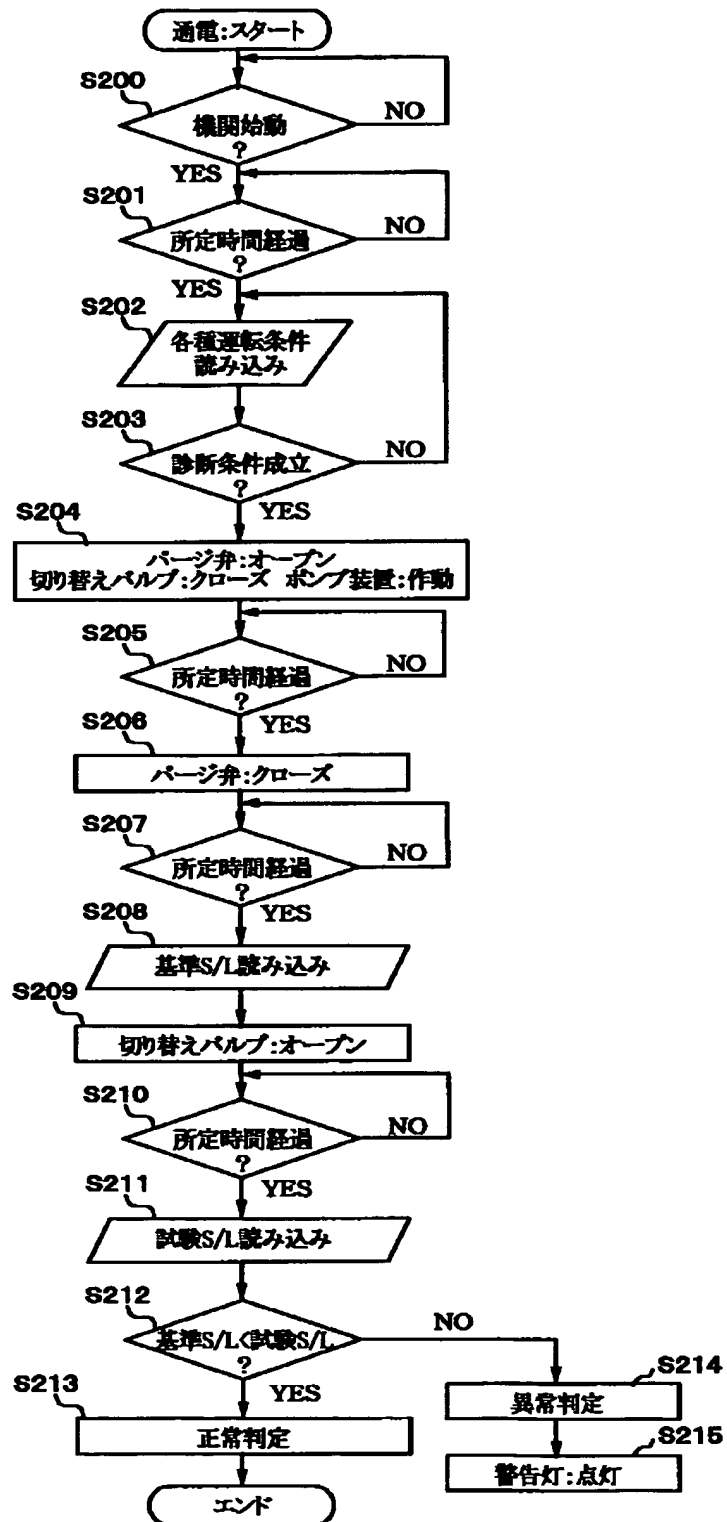 通電:スタート
S200
機関始動
?
NO
YES
S201
所定時間経過
?
NO
YES
S202
各種運転条件
読み込み
S203
診断条件成立
?
NO
YES
S204
パージ弁:オープン
切り替えバルブ:クローズ ポンプ装置:作動
S205
所定時間経過
?
NO
YES
S206
パージ弁:クローズ
S207
所定時間経過
?
NO
YES
S208
基準S/L読み込み
S209
切り替えバルブ:オープン
S210
所定時間経過
?
NO
YES
S211
試験S/L読み込み
S212
基準S/L<試験S/L
?
NO
YES
S213
正常判定
エンド
S214
異常判定
S215
警告灯:点灯